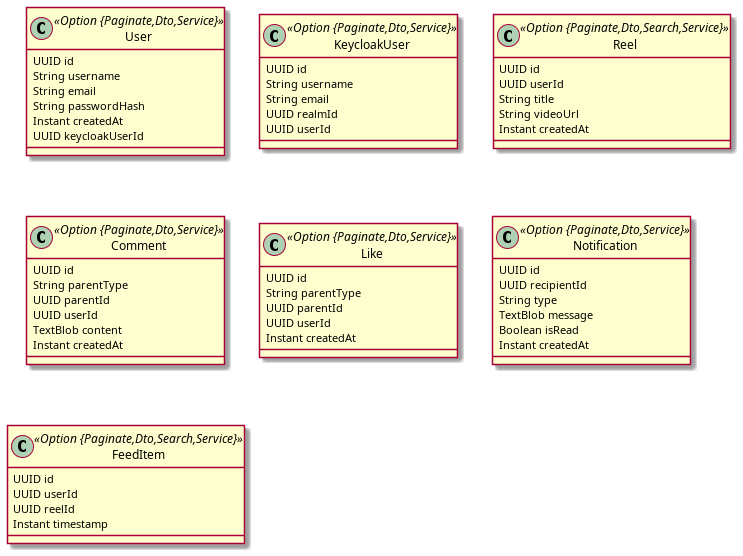 C <<Option {Paginate,Dto,Service}>>
User
UUID id
String username
String email
String passwordHash
Instant createdAt
UUID keycloakUserId
C <<Option {Paginate,Dto,Service}>>
KeycloakUser
UUID id
String username
String email
UUID realmId
UUID userId
C <<Option {Paginate,Dto,Search,Service}>>
Reel
UUID id
UUID userId
String title
String videoUrl
Instant createdAt
C <<Option {Paginate,Dto,Service}>>
Comment
UUID id
String parentType
UUID parentId
UUID userId
TextBlob content
Instant createdAt
C <<Option {Paginate,Dto,Service}>>
Like
UUID id
String parentType
UUID parentId
UUID userId
Instant createdAt
C <<Option {Paginate,Dto,Service}>>
Notification
UUID id
UUID recipientId
String type
TextBlob message
Boolean isRead
Instant createdAt
C <<Option {Paginate,Dto,Search,Service}>>
FeedItem
UUID id
UUID userId
UUID reelId
Instant timestamp